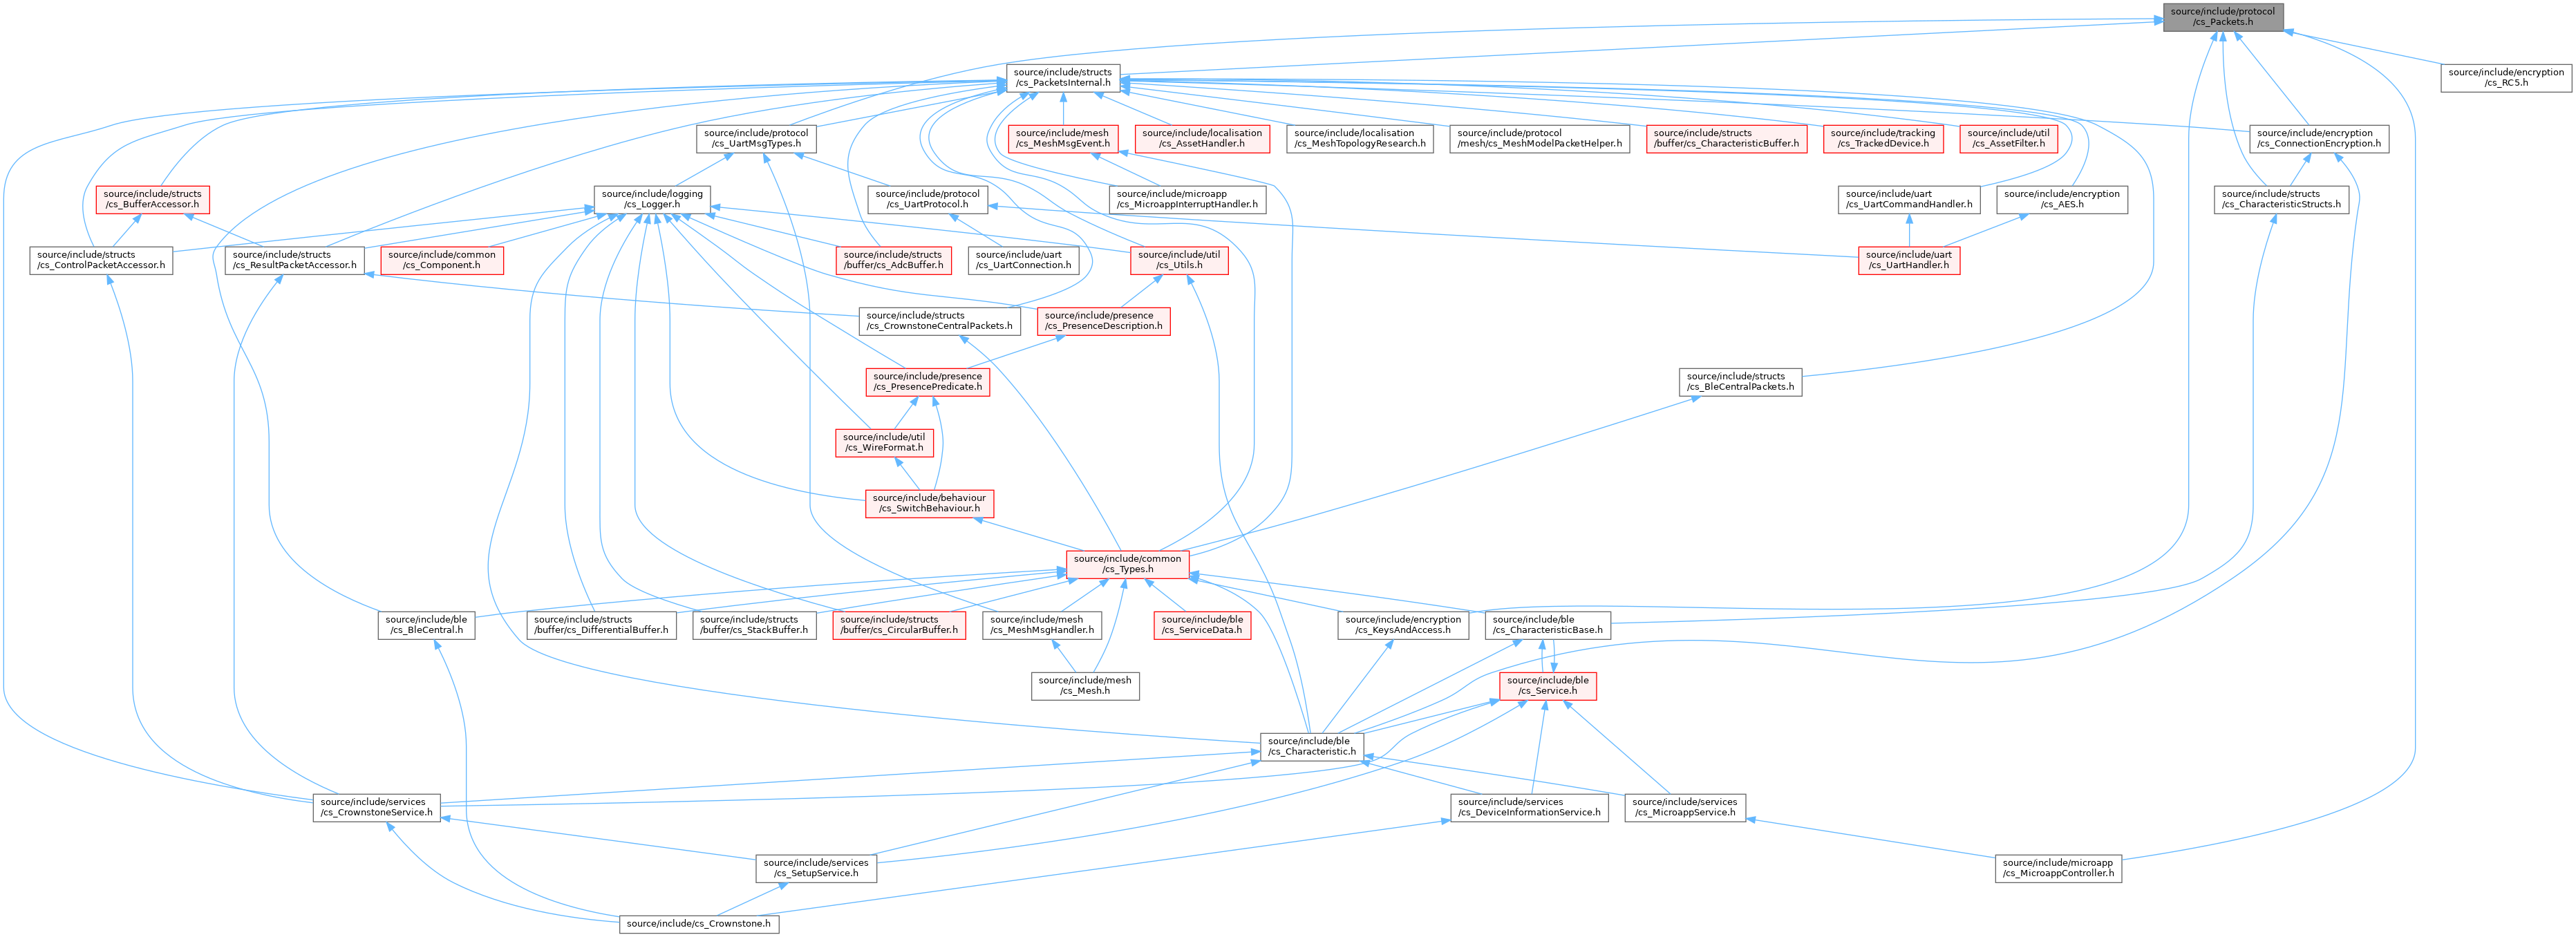 source/include/protocol
/cs_Packets.h
source/include/structs
/cs_PacketsInternal.h
source/include/encryption
/cs_RC5.h
source/include/protocol
/cs_UartMsgTypes.h
source/include/mesh
/cs_MeshMsgEvent.h
source/include/localisation
/cs_AssetHandler.h
source/include/localisation
/cs_MeshTopologyResearch.h
source/include/protocol
/mesh/cs_MeshModelPacketHelper.h
source/include/structs
/buffer/cs_CharacteristicBuffer.h
source/include/tracking
/cs_TrackedDevice.h
source/include/util
/cs_AssetFilter.h
source/include/encryption
/cs_ConnectionEncryption.h
source/include/structs
/cs_BufferAccessor.h
source/include/logging
/cs_Logger.h
source/include/protocol
/cs_UartProtocol.h
source/include/microapp
/cs_MicroappInterruptHandler.h
source/include/uart
/cs_UartCommandHandler.h
source/include/encryption
/cs_AES.h
source/include/structs
/cs_CharacteristicStructs.h
source/include/structs
/cs_ControlPacketAccessor.h
source/include/structs
/cs_ResultPacketAccessor.h
source/include/common
/cs_Component.h
source/include/structs
/buffer/cs_AdcBuffer.h
source/include/uart
/cs_UartConnection.h
source/include/util
/cs_Utils.h
source/include/uart
/cs_UartHandler.h
source/include/structs
/cs_CrownstoneCentralPackets.h
source/include/presence
/cs_PresenceDescription.h
source/include/presence
/cs_PresencePredicate.h
source/include/structs
/cs_BleCentralPackets.h
source/include/util
/cs_WireFormat.h
source/include/behaviour
/cs_SwitchBehaviour.h
source/include/common
/cs_Types.h
source/include/ble
/cs_BleCentral.h
source/include/structs
/buffer/cs_DifferentialBuffer.h
source/include/structs
/buffer/cs_StackBuffer.h
source/include/structs
/buffer/cs_CircularBuffer.h
source/include/mesh
/cs_MeshMsgHandler.h
source/include/ble
/cs_ServiceData.h
source/include/encryption
/cs_KeysAndAccess.h
source/include/ble
/cs_CharacteristicBase.h
source/include/mesh
/cs_Mesh.h
source/include/ble
/cs_Service.h
source/include/ble
/cs_Characteristic.h
source/include/services
/cs_CrownstoneService.h
source/include/services
/cs_DeviceInformationService.h
source/include/services
/cs_MicroappService.h
source/include/services
/cs_SetupService.h
source/include/microapp
/cs_MicroappController.h
source/include/cs_Crownstone.h